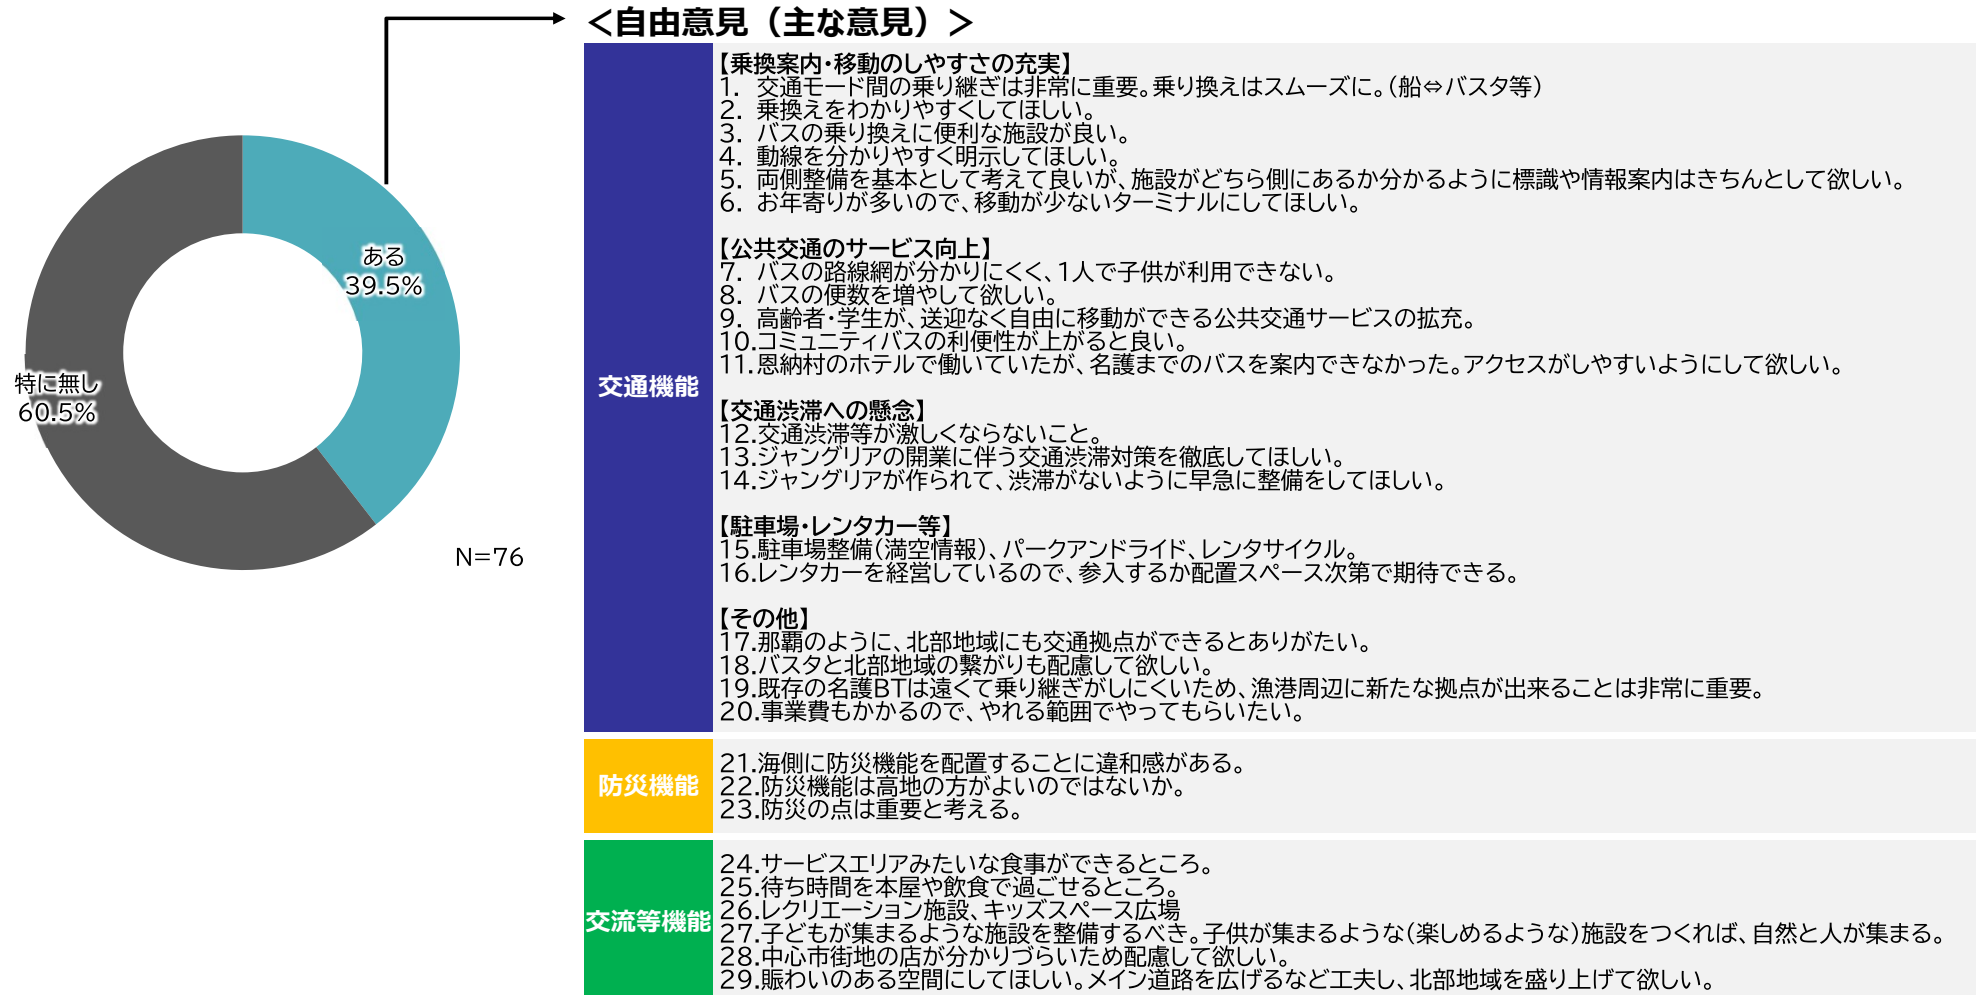 ある
39.5%
特に無し
60.5%
N=76
＜自由意見（主な意見）＞
交通機能
【乗換案内・移動のしやすさの充実】
1. 交通モード間の乗り継ぎは非常に重要。乗り換えはスムーズに。（船⇔バスタ等）
2. 乗換えをわかりやすくしてほしい。
3. バスの乗り換えに便利な施設が良い。
4. 動線を分かりやすく明示してほしい。
5. 両側整備を基本として考えて良いが、施設がどちら側にあるか分かるように標識や情報案内はきちんとして欲しい。
6. お年寄りが多いので、移動が少ないターミナルにしてほしい。
【公共交通のサービス向上】
7. バスの路線網が分かりにくく、1人で子供が利用できない。
8. バスの便数を増やして欲しい。
9. 高齢者・学生が、送迎なく自由に移動ができる公共交通サービスの拡充。
10.コミュニティバスの利便性が上がると良い。
11.恩納村のホテルで働いていたが、名護までのバスを案内できなかった。アクセスがしやすいようにして欲しい。
【交通渋滞への懸念】
12.交通渋滞等が激しくならないこと。
13.ジャングリアの開業に伴う交通渋滞対策を徹底してほしい。
14.ジャングリアが作られて、渋滞がないように早急に整備をしてほしい。
【駐車場・レンタカー等】
15.駐車場整備（満空情報）、パークアンドライド、レンタサイクル。
16.レンタカーを経営しているので、参入するか配置スペース次第で期待できる。
【その他】
17.那覇のように、北部地域にも交通拠点ができるとありがたい。
18.バスタと北部地域の繋がりも配慮して欲しい。
19.既存の名護BTは遠くて乗り継ぎがしにくいため、漁港周辺に新たな拠点が出来ることは非常に重要。
20.事業費もかかるので、やれる範囲でやってもらいたい。
防災機能
21.海側に防災機能を配置することに違和感がある。
22.防災機能は高地の方がよいのではないか。
23.防災の点は重要と考える。
交流等機能
24.サービスエリアみたいな食事ができるところ。
25.待ち時間を本屋や飲食で過ごせるところ。
26.レクリエーション施設、キッズスペース広場
27.子どもが集まるような施設を整備するべき。子供が集まるような（楽しめるような）施設をつくれば、自然と人が集まる。
28.中心市街地の店が分かりづらいため配慮して欲しい。
29.賑わいのある空間にしてほしい。メイン道路を広げるなど工夫し、北部地域を盛り上げて欲しい。